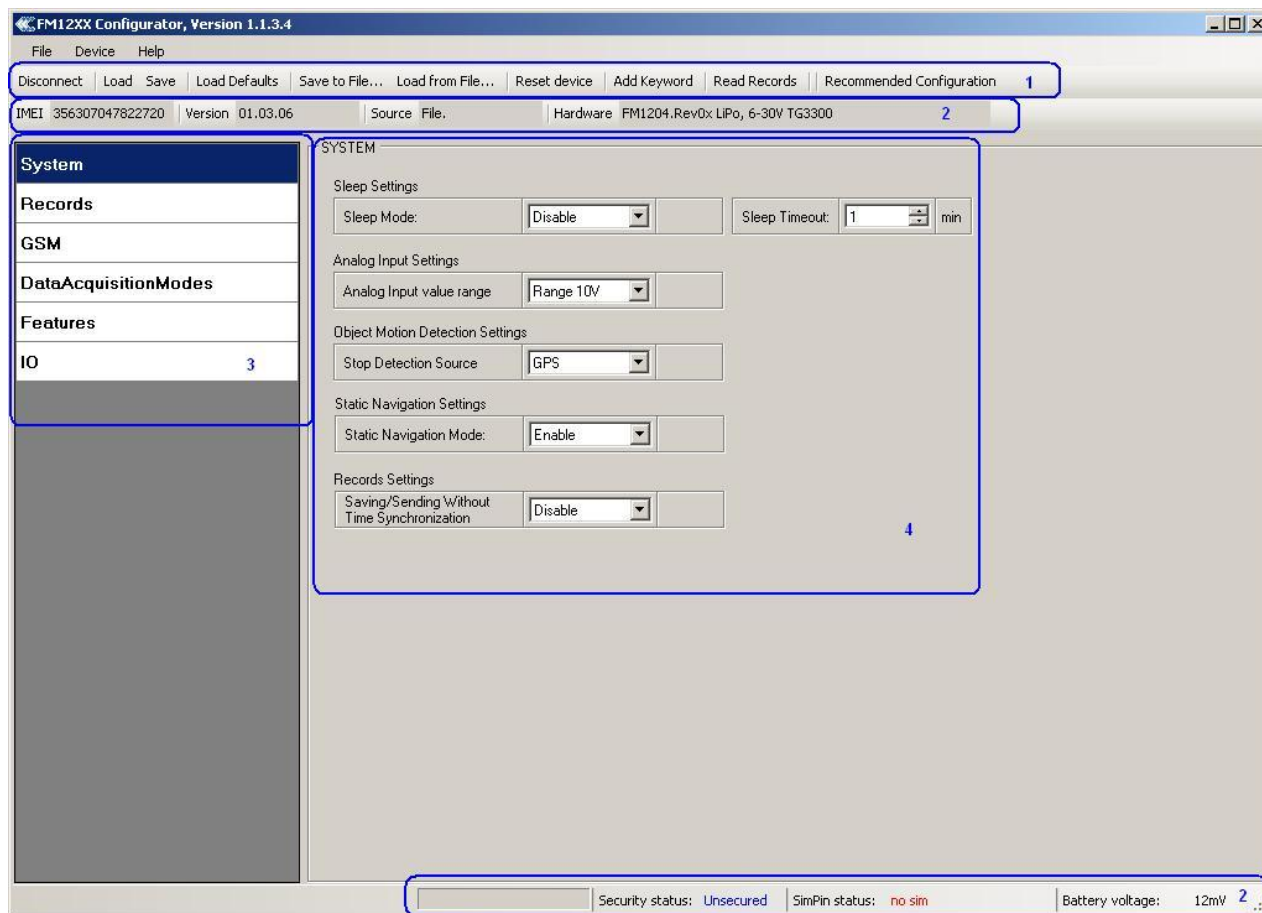 FM12XX Configurator, Version 1.1.3.4
File Device Help
Disconnect Load Save Load Defaults Save to File... Load from File... Reset device Add Keyword Read Records Recommended Configuration 1
IMEI 356307047822720 Version 01.03.06 Source File. Hardware FM1204.Rev0x LiPo, 6-30V TG3300 2
System
Records
GSM
DataAcquisitionModes
Features
IO 3
SYSTEM
Sleep Settings
Sleep Mode: Disable Sleep Timeout: 1 min
Analog Input Settings
Analog Input value range Range 10V
Object Motion Detection Settings
Stop Detection Source GPS
Static Navigation Settings
Static Navigation Mode: Enable
Records Settings
Saving/Sending Without
Time Synchronization Disable
4
Security status: Unsecured SimPin status: no sim Battery voltage: 12mV 2